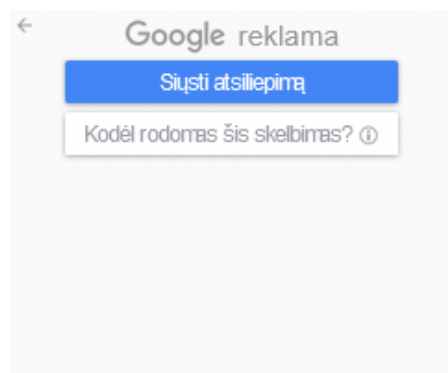 Google reklama
Siųsti atsiliepimą
Kodėl rodomas šis skelbimas?